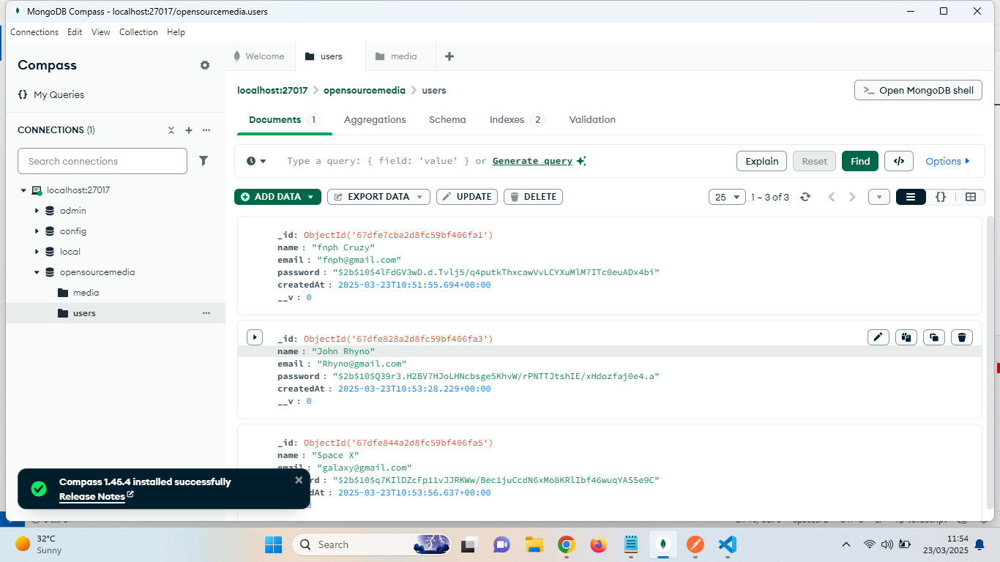 MongoDB Compass - localhost:27017/opensourcemedia.users
Connections Edit View Collection Help
Compass
My Queries
CONNECTIONS (1)
Search connections
localhost:27017
admin
config
local
opensourcemedia
media
users
Welcome
users
media
localhost:27017 > opensourcemedia > users
Open MongoDB shell
Documents 1 Aggregations Schema Indexes 2 Validation
Type a query: { field: 'value' } or Generate query
Explain Reset Find </> Options
ADD DATA EXPORT DATA UPDATE DELETE
25 1 – 3 of 3
{}
_id: ObjectId('67dfe7cba2d8fc59bf406fa1')
name : "fnph Cruzy"
email : "fnph@gmail.com"
password : "$2b$10$4lFdGV3wD.d.Tvlj5/q4putkThxcawVvLCYXuMlM7ITc0euADx4bi"
createdAt : 2025-03-23T10:51:55.694+00:00
__v : 0
_id: ObjectId('67dfe828a2d8fc59bf406fa3')
name : "John Rhyno"
email : "Rhyno@gmail.com"
password : "$2b$10$Q39r3.H2BV7HJoLHNcbsge5KhvW/rPNTTJtshIE/xHdozfaj0e4.a"
createdAt : 2025-03-23T10:53:28.229+00:00
__v : 0
_id: ObjectId('67dfe844a2d8fc59bf406fa5')
name : "Space X"
email : "galaxy@gmail.com"
rd : "$2b$10$q7KIlDZcFp11vJJRKWw/Bec1juCcdN6xMo8KRlIbf46wuqYASSe9C"
dAt : 2025-03-23T10:53:56.637+00:00
Compass 1.45.4 installed successfully
Release Notes
32°C
Sunny
Search
11:54
23/03/2025